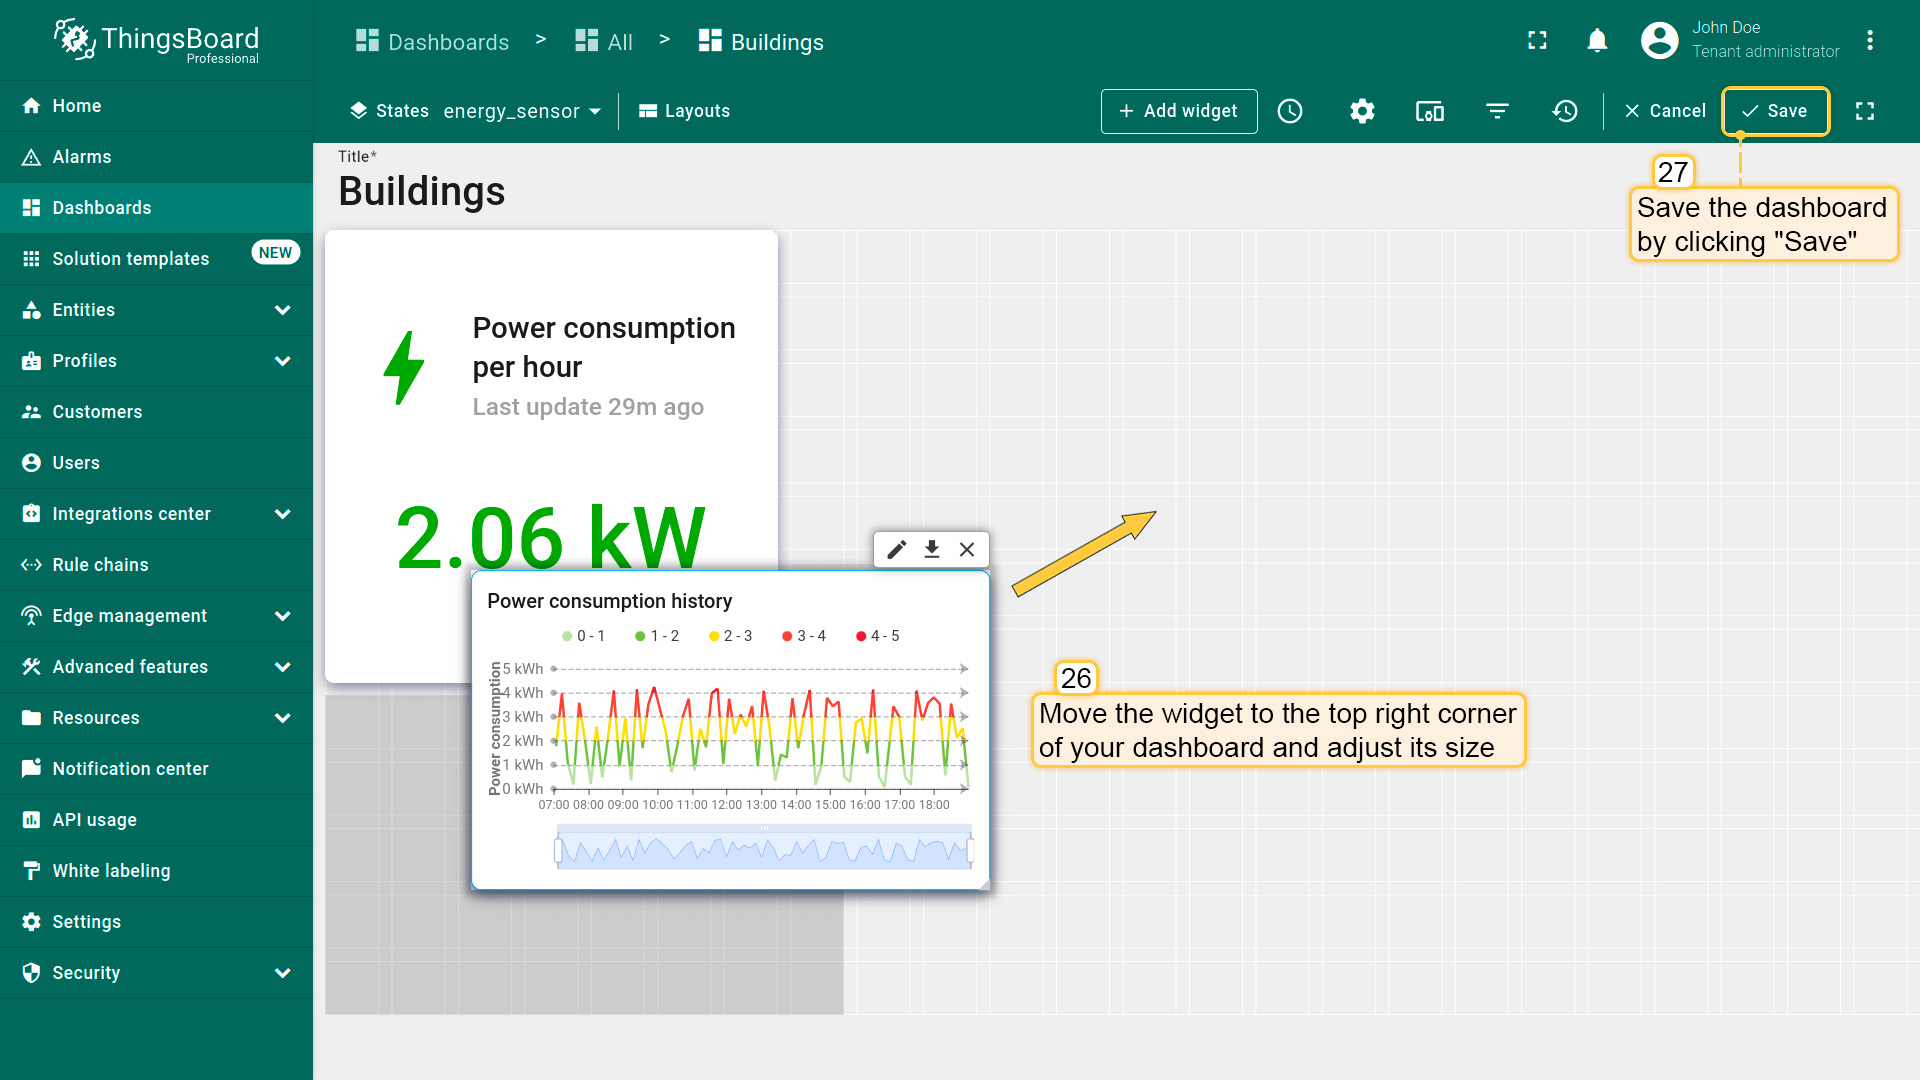 ThingsBoard
Professional
Dashboards > All > Buildings
John Doe
Tenant administrator
States energy_sensor Layouts
+ Add widget
Cancel
Save
Home
Alarms
Dashboards
Solution templates NEW
Entities
Profiles
Customers
Users
Integrations center
Rule chains
Edge management
Advanced features
Resources
Notification center
API usage
White labeling
Settings
Security
Title*
Buildings
27
Save the dashboard
by clicking "Save"
Power consumption
per hour
Last update 29m ago
2.06 kW
Power consumption history
0 - 1 1 - 2 2 - 3 3 - 4 4 - 5
Power consumption
5 kWh
4 kWh
3 kWh
2 kWh
1 kWh
0 kWh
07:00 08:00 09:00 10:00 11:00 12:00 13:00 14:00 15:00 16:00 17:00 18:00
26
Move the widget to the top right corner
of your dashboard and adjust its size